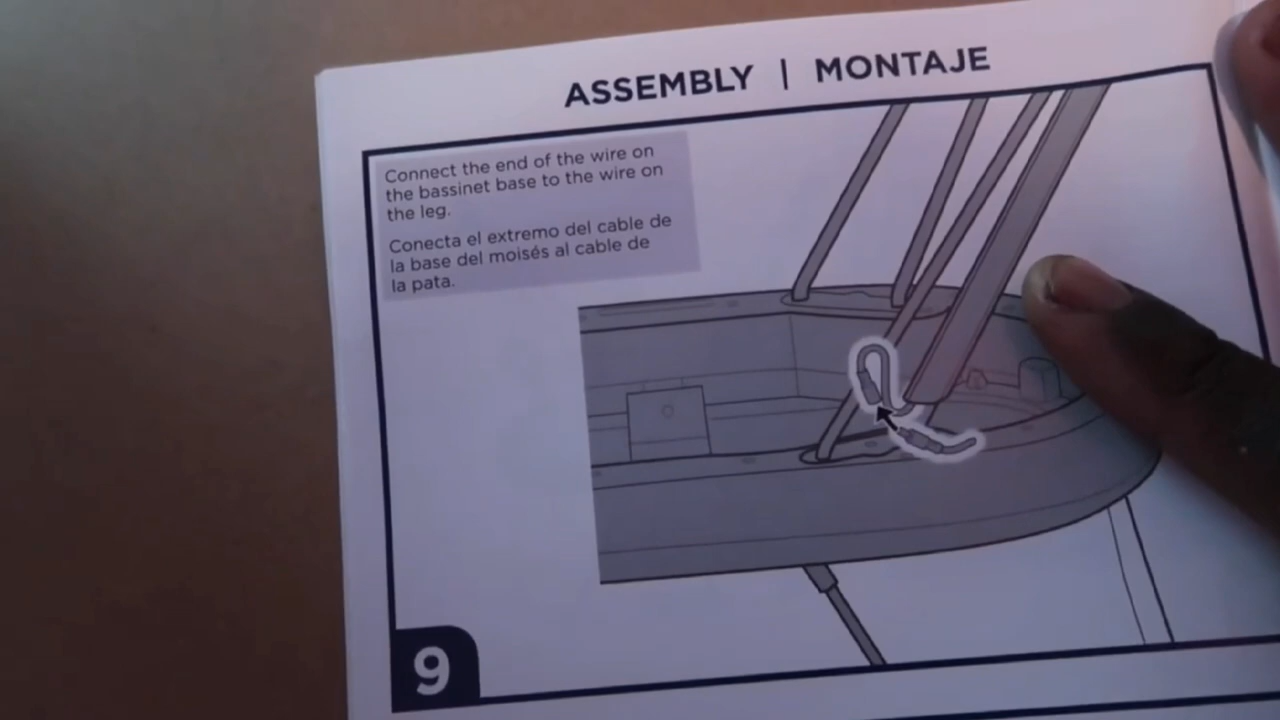 ASSEMBLY | MONTAJE
Connect the end of the wire on
the bassinet base to the wire on
the leg.
Conecta el extremo del cable de
la base del moisés al cable de
la pata.
9